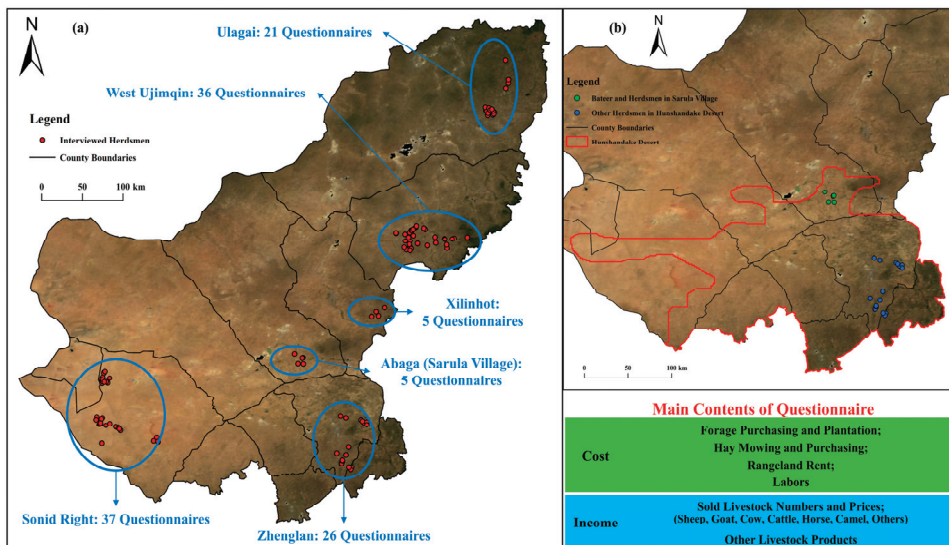 (a)
N
Ulagai: 21 Questionnaires
West Ujimqin: 36 Questionnaires
Legend
Interviewed Herdsmen
County Boundaries
0 50 100 km
Xilinhot:
5 Questionnaires
Abaga (Sarula Village):
5 Questionnaires
Sonid Right: 37 Questionnaires
Zhenglan: 26 Questionnaires
(b)
N
Legend
Bateer and Herdsmen in Sarula Village
Other Herdsmen in Hunshandake Desert
County Boundaries
Hunshandake Desert
0 50 100 km
Main Contents of Questionnaire
Cost
Forage Purchasing and Plantation;
Hay Mowing and Purchasing;
Rangeland Rent;
Labors
Income
Sold Livestock Numbers and Prices;
(Sheep, Goat, Cow, Cattle, Horse, Camel, Others)
Other Livestock Products